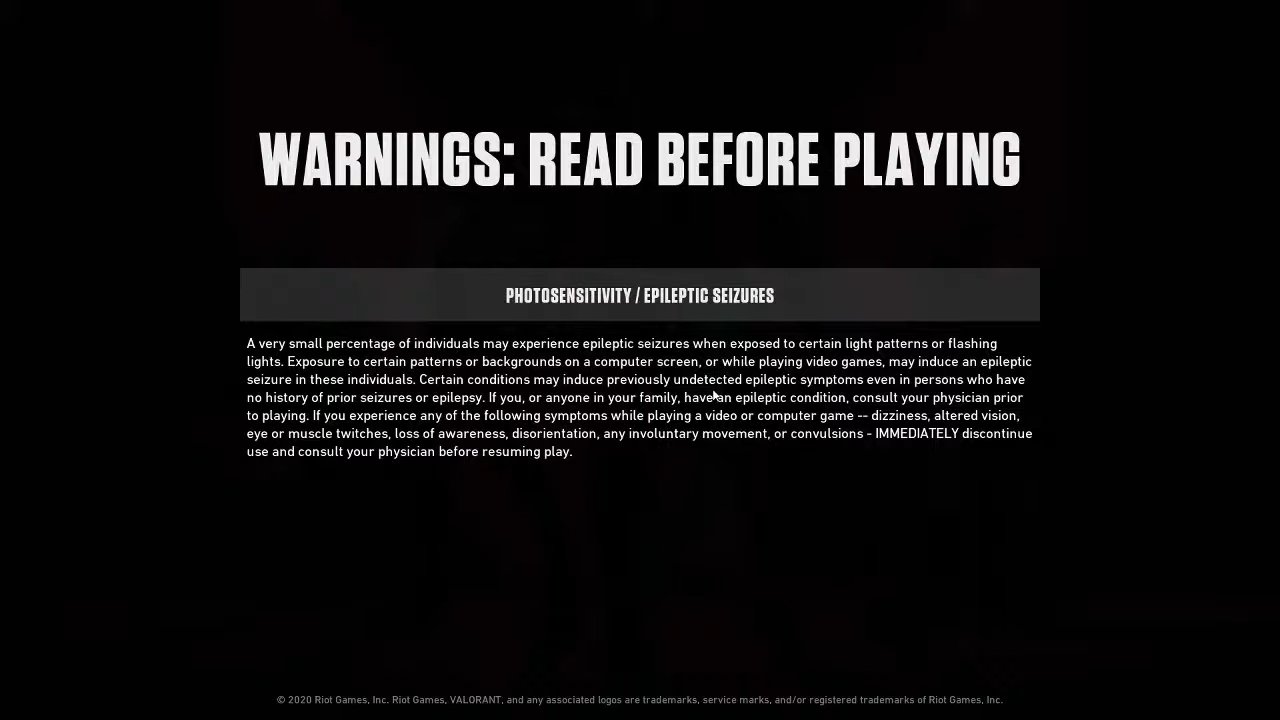 WARNINGS: READ BEFORE PLAYING
PHOTOSENSITIVITY / EPILEPTIC SEIZURES
A very small percentage of individuals may experience epileptic seizures when exposed to certain light patterns or flashing
lights. Exposure to certain patterns or backgrounds on a computer screen, or while playing video games, may induce an epileptic
seizure in these individuals. Certain conditions may induce previously undetected epileptic symptoms even in persons who have
no history of prior seizures or epilepsy. If you, or anyone in your family, have an epileptic condition, consult your physician prior
to playing. If you experience any of the following symptoms while playing a video or computer game -- dizziness, altered vision,
eye or muscle twitches, loss of awareness, disorientation, any involuntary movement, or convulsions - IMMEDIATELY discontinue
use and consult your physician before resuming play.
© 2020 Riot Games, Inc. Riot Games, VALORANT, and any associated logos are trademarks, service marks, and/or registered trademarks of Riot Games, Inc.